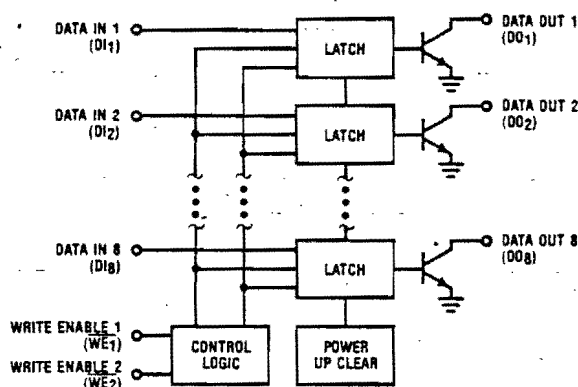 DATA IN 1
(DI1)
LATCH
DATA OUT 1
(DO1)
DATA IN 2
(DI2)
LATCH
DATA OUT 2
(DO2)
DATA IN 8
(DI8)
LATCH
DATA OUT 8
(DO8)
WRITE ENABLE 1
(W̅E̅1)
WRITE ENABLE 2
(W̅E̅2)
CONTROL
LOGIC
POWER
UP CLEAR